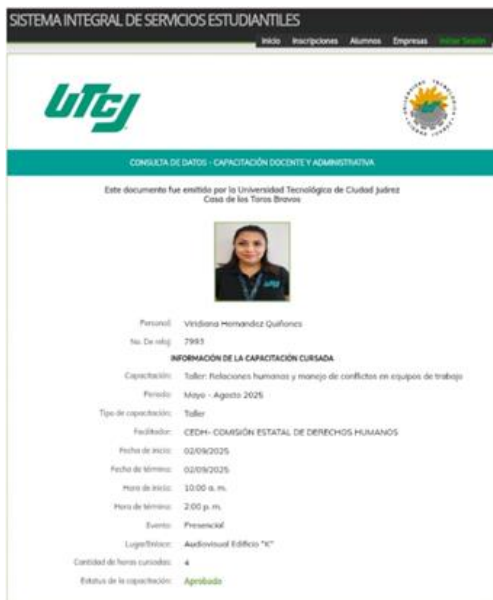 SISTEMA INTEGRAL DE SERVICIOS ESTUDIANTILES
Inicio Inscripciones Alumnos Empresas Iniciar Sesión
UTCJ
UNIVERSIDAD TECNOLÓGICA
CIUDAD JUÁREZ
CONSULTA DE DATOS - CAPACITACIÓN DOCENTE Y ADMINISTRATIVA
Este documento fue emitido por la Universidad Tecnológica de Ciudad Juárez
Casa de los Toros Bravos
Personal: Viridiana Hernandez Quiñones
No. De reloj: 7993
INFORMACIÓN DE LA CAPACITACIÓN CURSADA
Capacitación: Taller: Relaciones humanas y manejo de conflictos en equipos de trabajo
Periodo: Mayo - Agosto 2025
Tipo de capacitación: Taller
Facilitador: CEDH- COMISIÓN ESTATAL DE DERECHOS HUMANOS
Fecha de inicio: 02/09/2025
Fecha de término: 02/09/2025
Hora de inicio: 10:00 a. m.
Hora de término: 2:00 p. m.
Evento: Presencial
Lugar/Enlace: Audiovisual Edificio "K"
Cantidad de horas cursadas: 4
Estatus de la capacitación: Aprobado